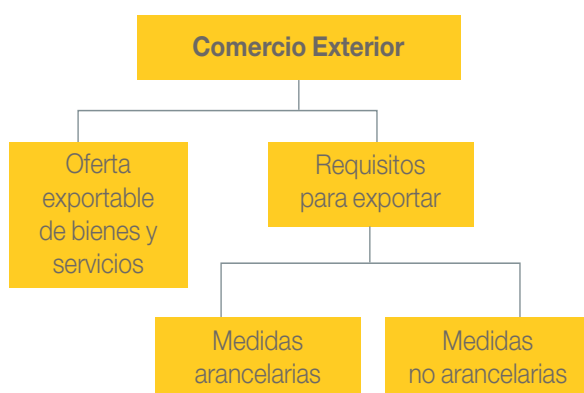 Comercio Exterior
Oferta
exportable
de bienes y
servicios
Requisitos
para exportar
Medidas
arancelarias
Medidas
no arancelarias